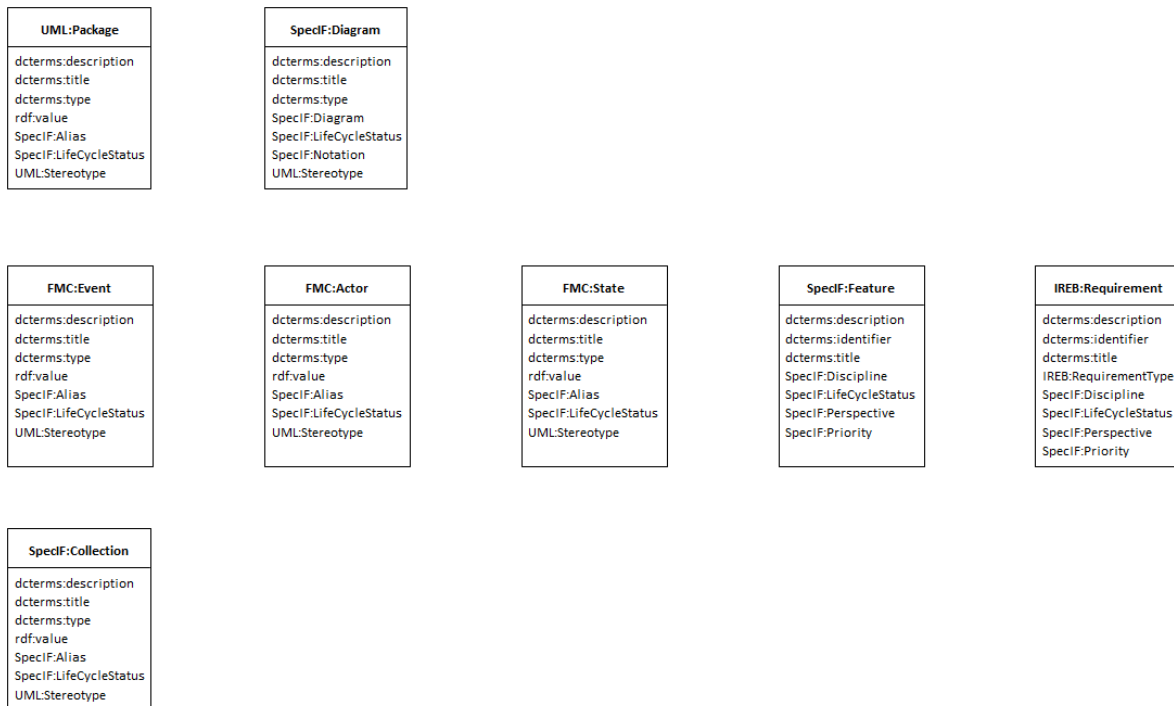 UML:Package
dcterms:description
dcterms:title
dcterms:type
rdf:value
SpecIF:Alias
SpecIF:LifeCycleStatus
UML:Stereotype
SpecIF:Diagram
dcterms:description
dcterms:title
dcterms:type
SpecIF:Diagram
SpecIF:LifeCycleStatus
SpecIF:Notation
UML:Stereotype
FMC:Event
dcterms:description
dcterms:title
dcterms:type
rdf:value
SpecIF:Alias
SpecIF:LifeCycleStatus
UML:Stereotype
FMC:Actor
dcterms:description
dcterms:title
dcterms:type
rdf:value
SpecIF:Alias
SpecIF:LifeCycleStatus
UML:Stereotype
FMC:State
dcterms:description
dcterms:title
dcterms:type
rdf:value
SpecIF:Alias
SpecIF:LifeCycleStatus
UML:Stereotype
SpecIF:Feature
dcterms:description
dcterms:identifier
dcterms:title
SpecIF:Discipline
SpecIF:LifeCycleStatus
SpecIF:Perspective
SpecIF:Priority
IREB:Requirement
dcterms:description
dcterms:identifier
dcterms:title
IREB:RequirementType
SpecIF:Discipline
SpecIF:LifeCycleStatus
SpecIF:Perspective
SpecIF:Priority
SpecIF:Collection
dcterms:description
dcterms:title
dcterms:type
rdf:value
SpecIF:Alias
SpecIF:LifeCycleStatus
UML:Stereotype